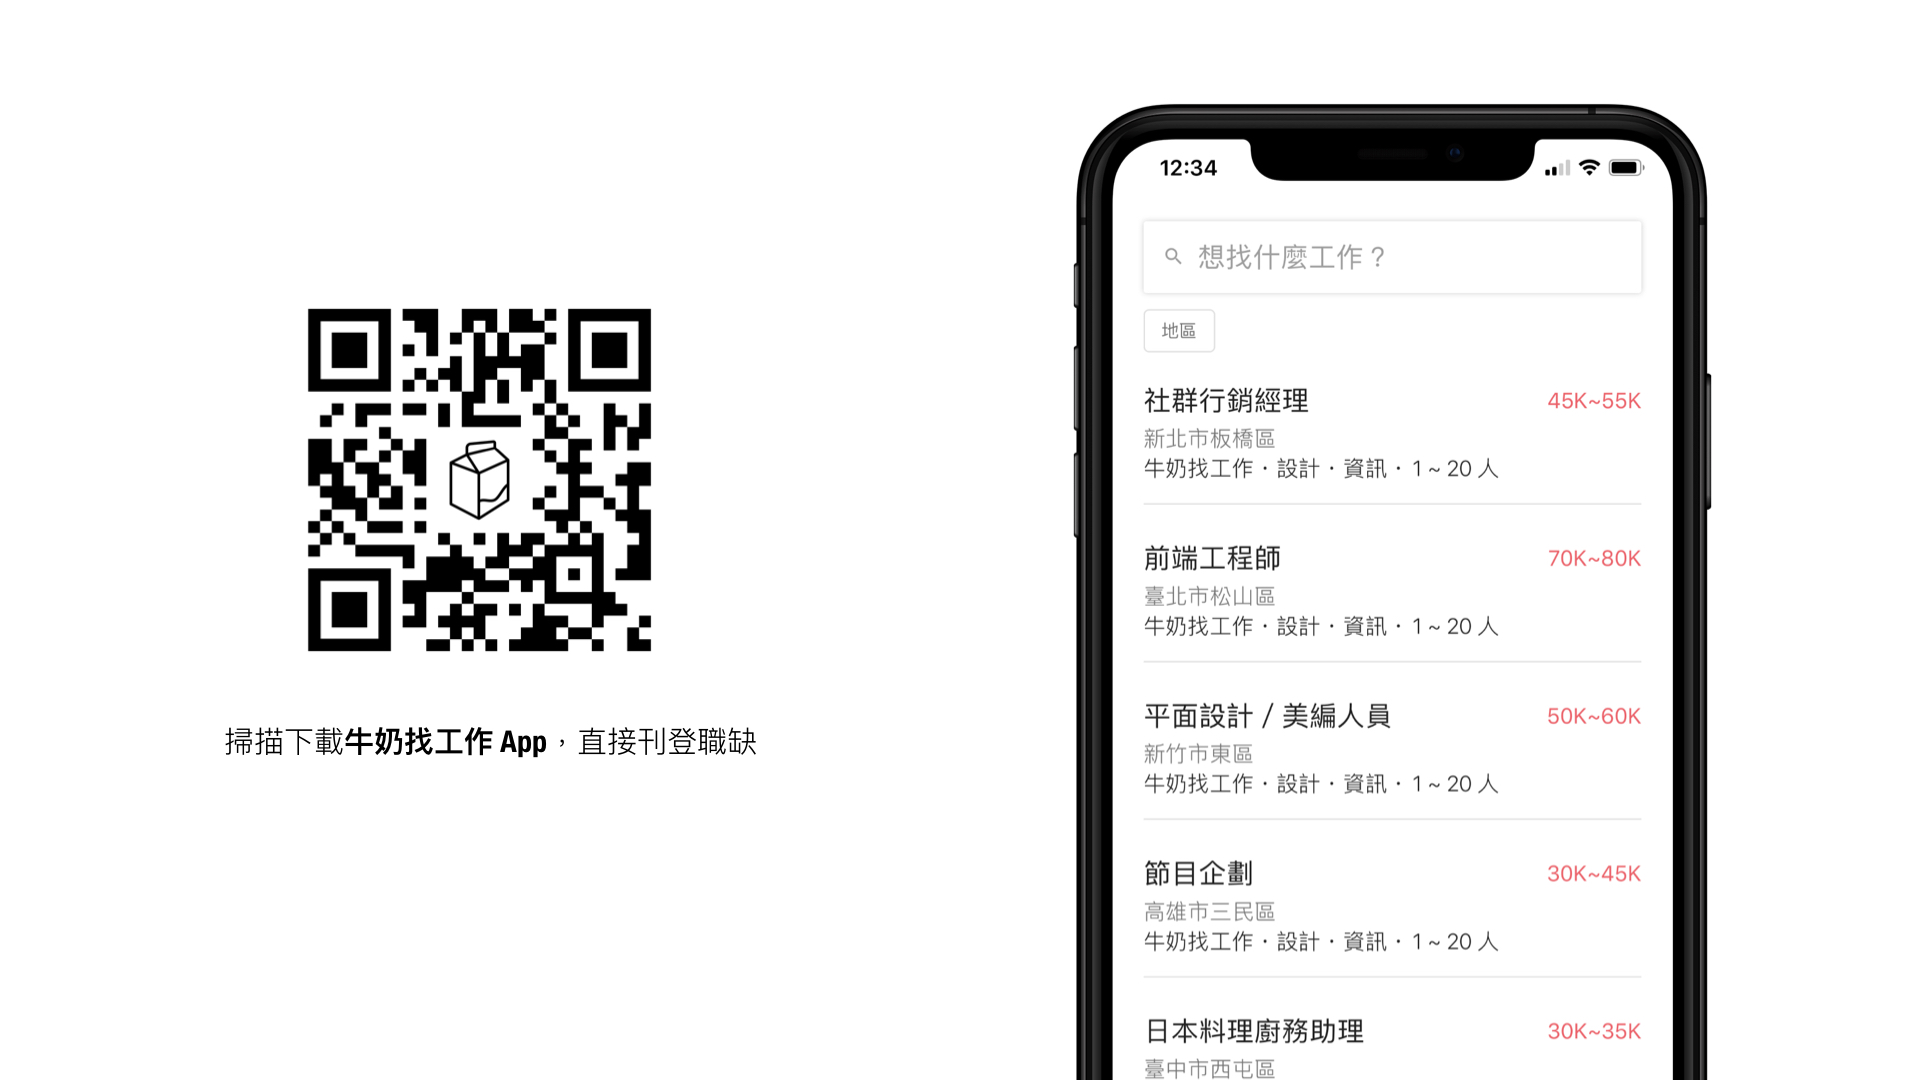 掃描下載牛奶找工作 App，直接刊登職缺
12:34
想找什麼工作？
地區
社群行銷經理 45K~55K
新北市板橋區
牛奶找工作・設計・資訊・1 ~ 20 人
前端工程師 70K~80K
臺北市松山區
牛奶找工作・設計・資訊・1 ~ 20 人
平面設計 / 美編人員 50K~60K
新竹市東區
牛奶找工作・設計・資訊・1 ~ 20 人
節目企劃 30K~45K
高雄市三民區
牛奶找工作・設計・資訊・1 ~ 20 人
日本料理廚務助理 30K~35K
臺中市西屯區